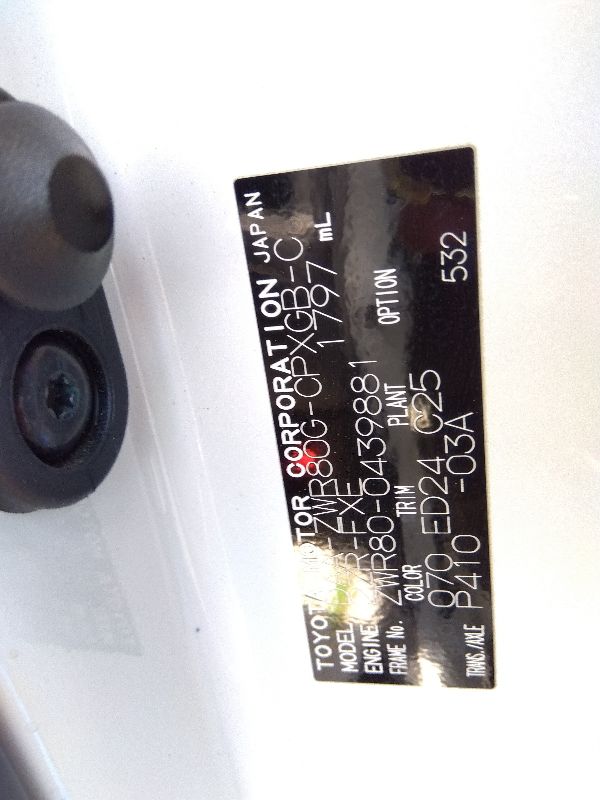 TOYOTA MOTOR CORPORATION JAPAN
MODEL -ZWR80G-CPXGB-C
ENGINE 2ZR-FXE 1797 mL
FRAME No. ZWR80-0439881
COLOR TRIM PLANT OPTION
070 ED24 C25 532
TRANS./AXLE P410 -03A